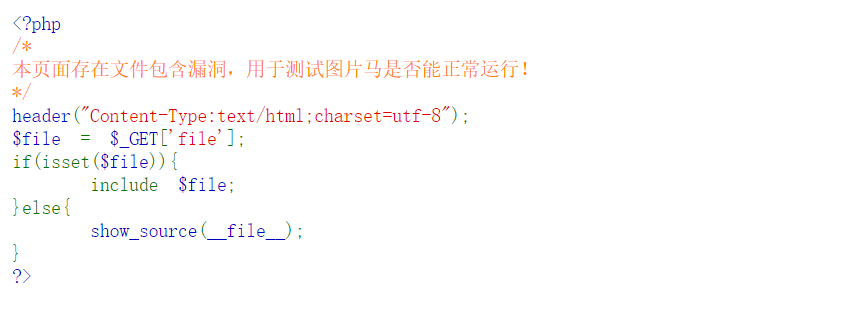 <?php
/*
本页面存在文件包含漏洞，用于测试图片马是否能正常运行！
*/
header("Content-Type:text/html;charset=utf-8");
$file  =  $_GET['file'];
if(isset($file)){
        include  $file;
}else{
        show_source(__file__);
}
?>